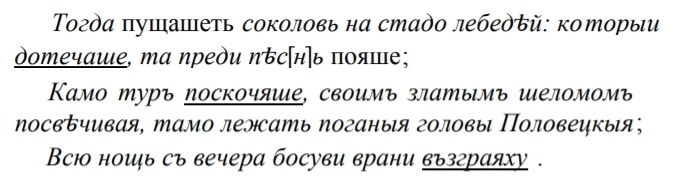 Тогда пущашеть соколовь на стадо лебедѣй: которыи
дотечаше, та преди пѣс[н]ь пояше;
Камо туръ поскочяше, своимъ златымъ шеломомъ
посвѣчивая, тамо лежать поганыя головы Половецкыя;
Всю нощь съ вечера босуви врани възграяху .